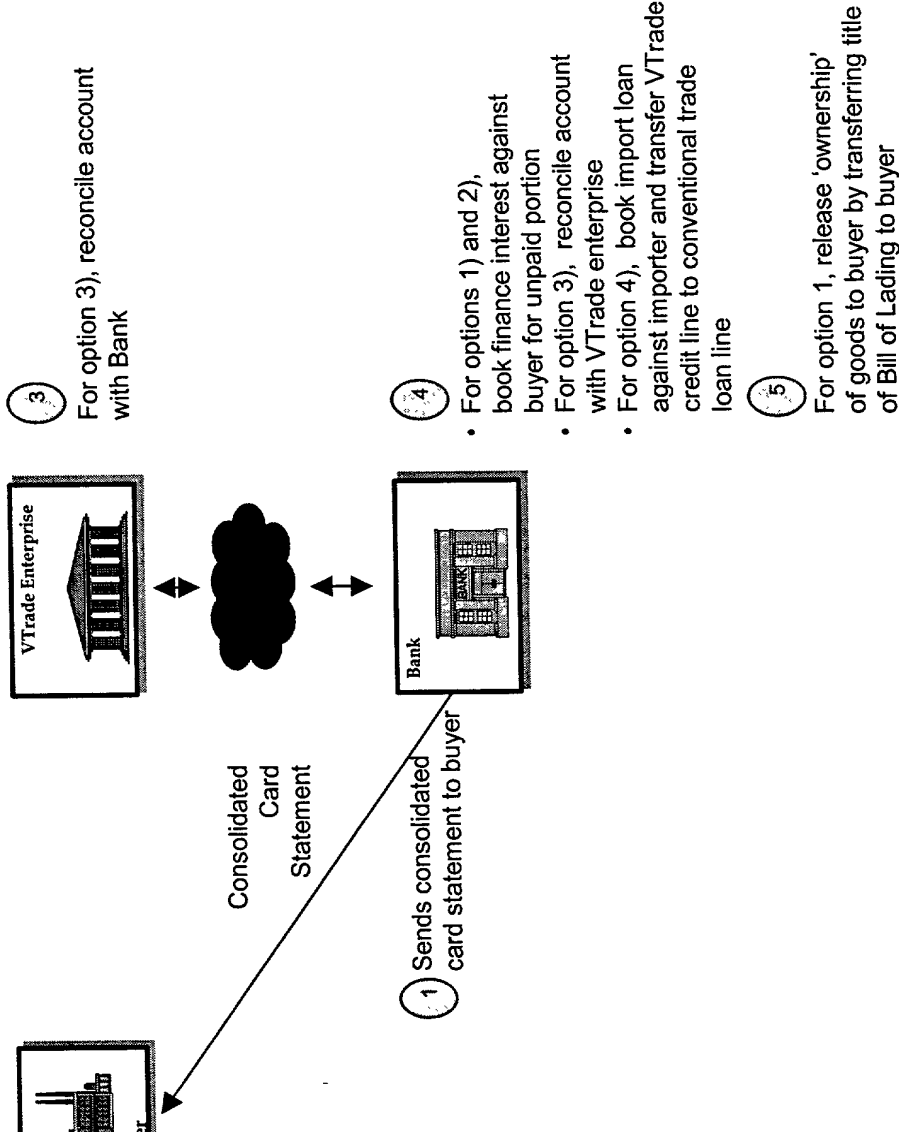 VTrade Enterprise
3
For option 3), reconcile account
with Bank
Consolidated
Card
Statement
Bank
BANK
1
Sends consolidated
card statement to buyer
4
• For options 1) and 2),
book finance interest against
buyer for unpaid portion
• For option 3), reconcile account
with VTrade enterprise
• For option 4), book import loan
against importer and transfer VTrade
credit line to conventional trade
loan line
5
For option 1, release ‘ownership’
of goods to buyer by transferring title
of Bill of Lading to buyer